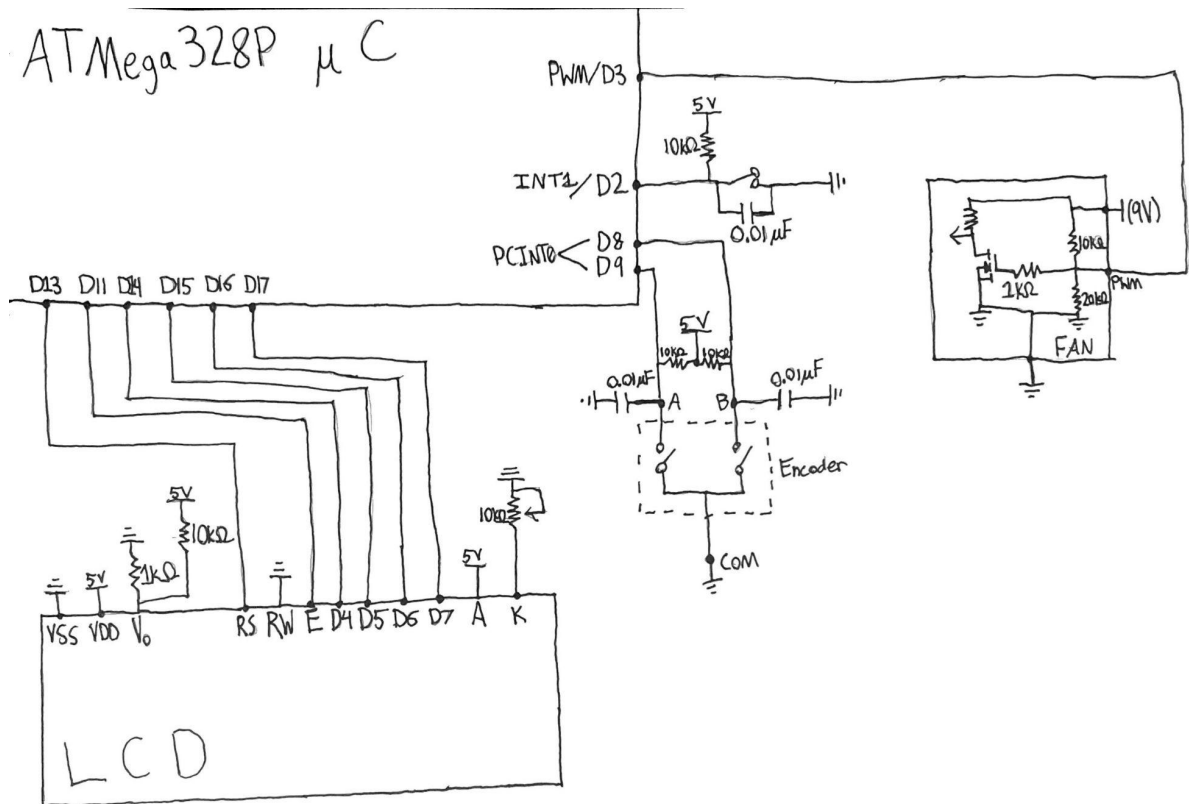 ATMega328P μC
PWM/D3
5V
10kΩ
INT1/D2
0.01μF
PCINT0 D8
D9
(9V)
10kΩ
1kΩ
PWM
20kΩ
FAN
D13 D11 D14 D15 D16 D17
5V
10kΩ 10kΩ
0.01μF
A
B
0.01μF
Encoder
COM
5V
10kΩ
1kΩ
5V
10kΩ
5V
VSS VDD V₀ RS RW E D4 D5 D6 D7 A K
LCD